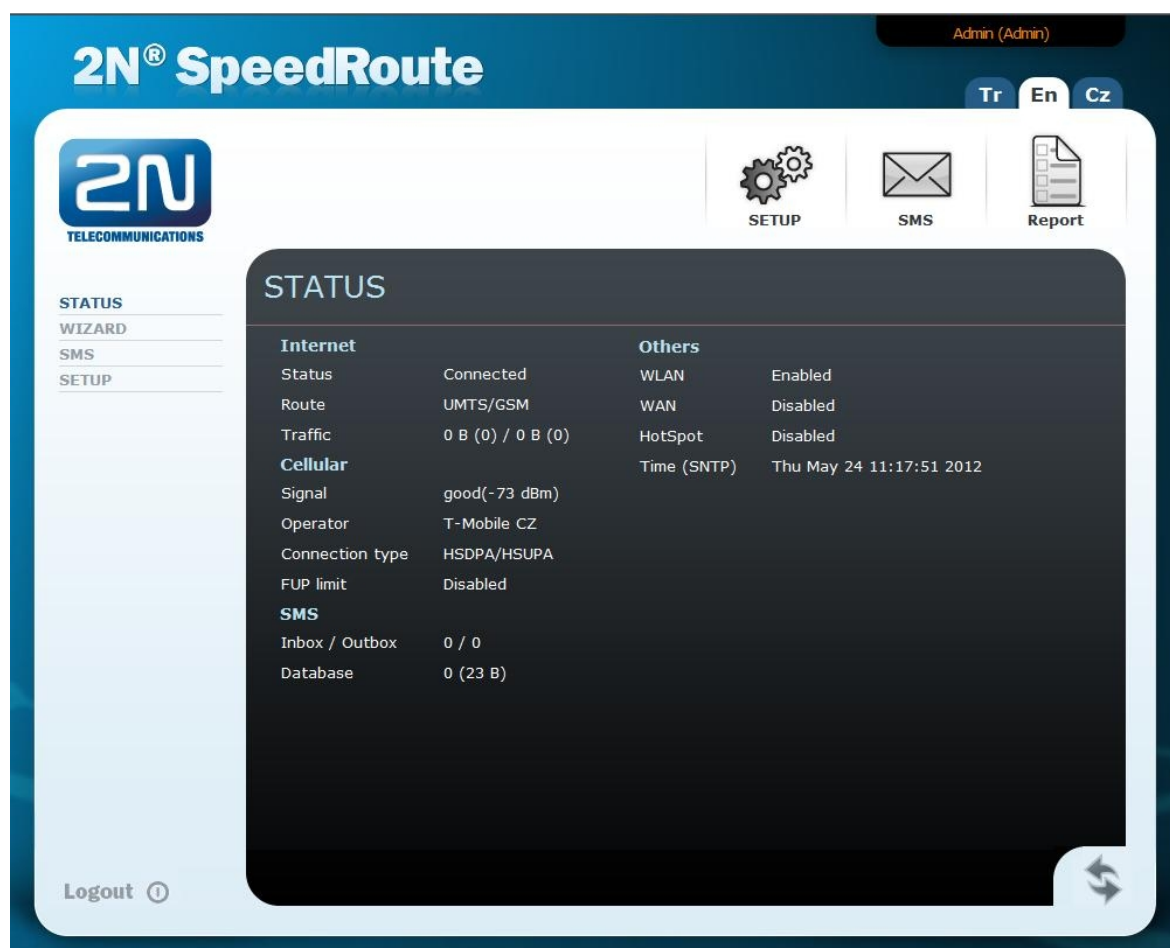 Admin (Admin)
2N® SpeedRoute
Tr En Cz
2N
TELECOMMUNICATIONS
SETUP SMS Report
STATUS
WIZARD
SMS
SETUP
STATUS
Internet
Status Connected
Route UMTS/GSM
Traffic 0 B (0) / 0 B (0)
Cellular
Signal good(-73 dBm)
Operator T-Mobile CZ
Connection type HSDPA/HSUPA
FUP limit Disabled
SMS
Inbox / Outbox 0 / 0
Database 0 (23 B)
Others
WLAN Enabled
WAN Disabled
HotSpot Disabled
Time (SNTP) Thu May 24 11:17:51 2012
Logout